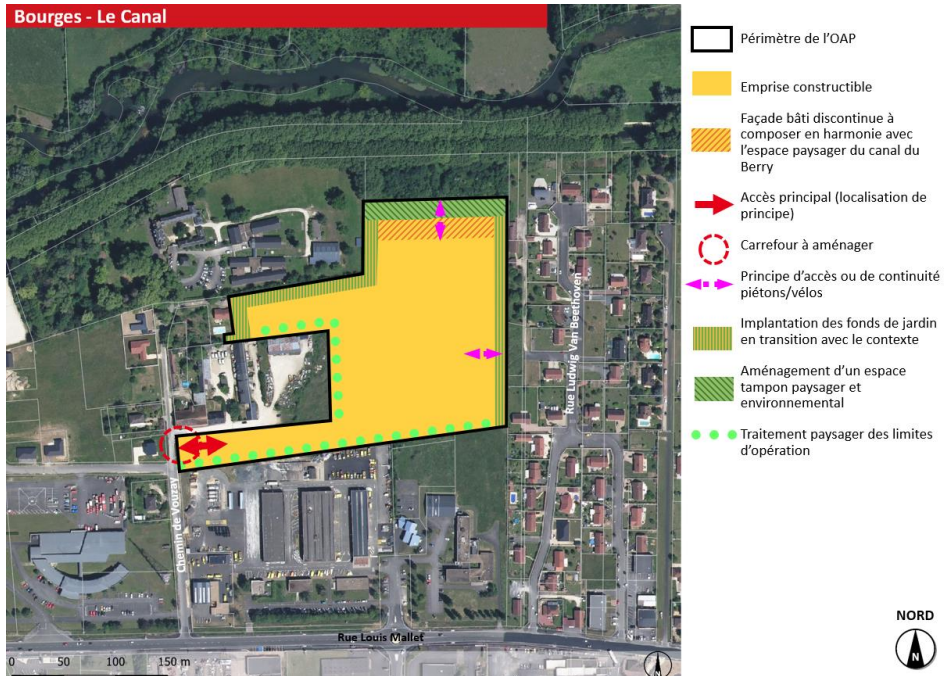 Bourges - Le Canal
Périmètre de l'OAP
Emprise constructible
Façade bâti discontinue à
composer en harmonie avec
l'espace paysager du canal du
Berry
Accès principal (localisation de
principe)
Carrefour à aménager
Principe d'accès ou de continuité
piétons/vélos
Implantation des fonds de jardin
en transition avec le contexte
Aménagement d'un espace
tampon paysager et
environnemental
Traitement paysager des limites
d'opération
Rue Ludwig Van Beethoven
Chemin de Vouzay
Rue Louis Mallet
0 50 100 150 m
N
NORD
N